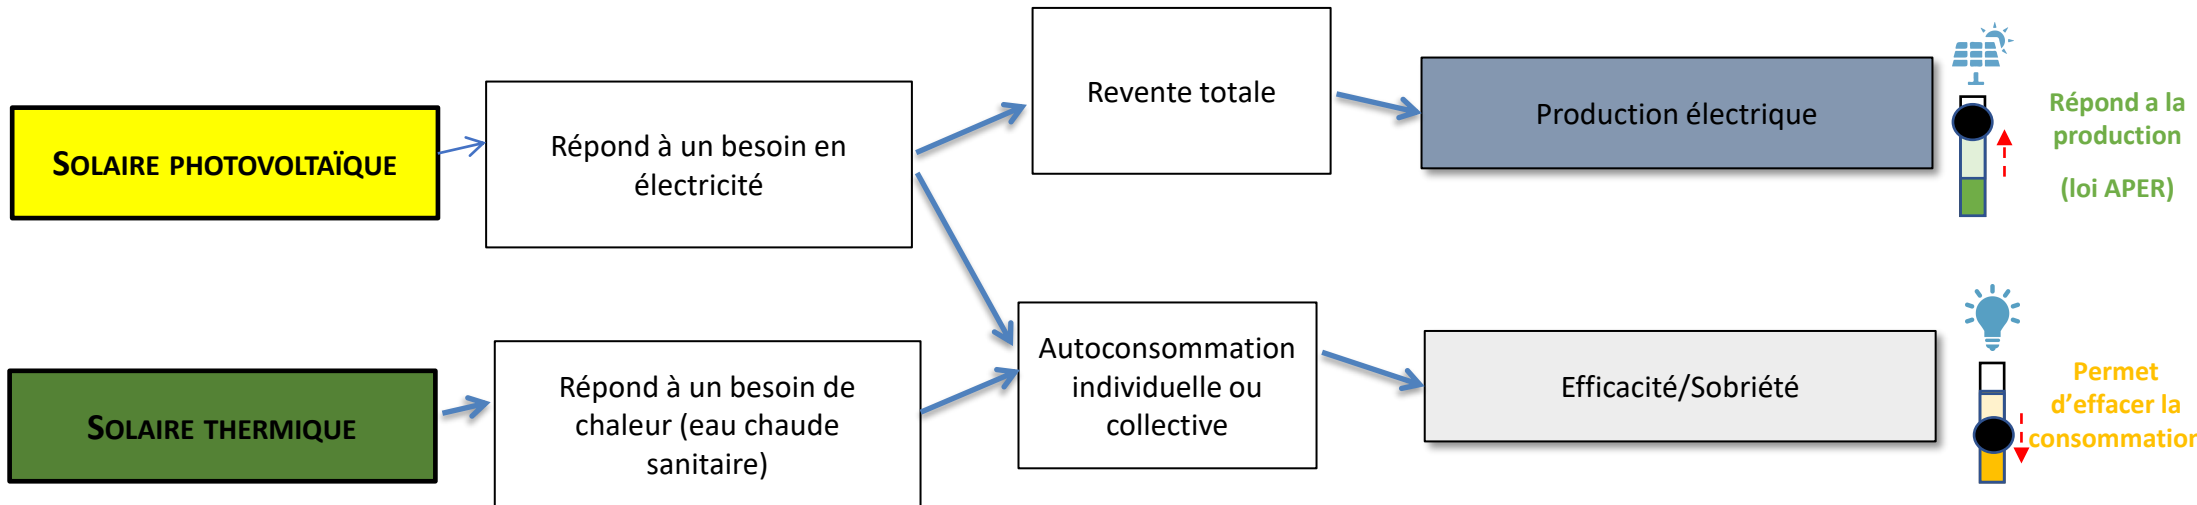 SOLAIRE PHOTOVOLTAÏQUE
Répond à un besoin en
électricité
Revente totale
Production électrique
Répond a la
production
(loi APER)
SOLAIRE THERMIQUE
Répond à un besoin de
chaleur (eau chaude
sanitaire)
Autoconsommation
individuelle ou
collective
Efficacité/Sobriété
Permet
d’effacer la
consommation